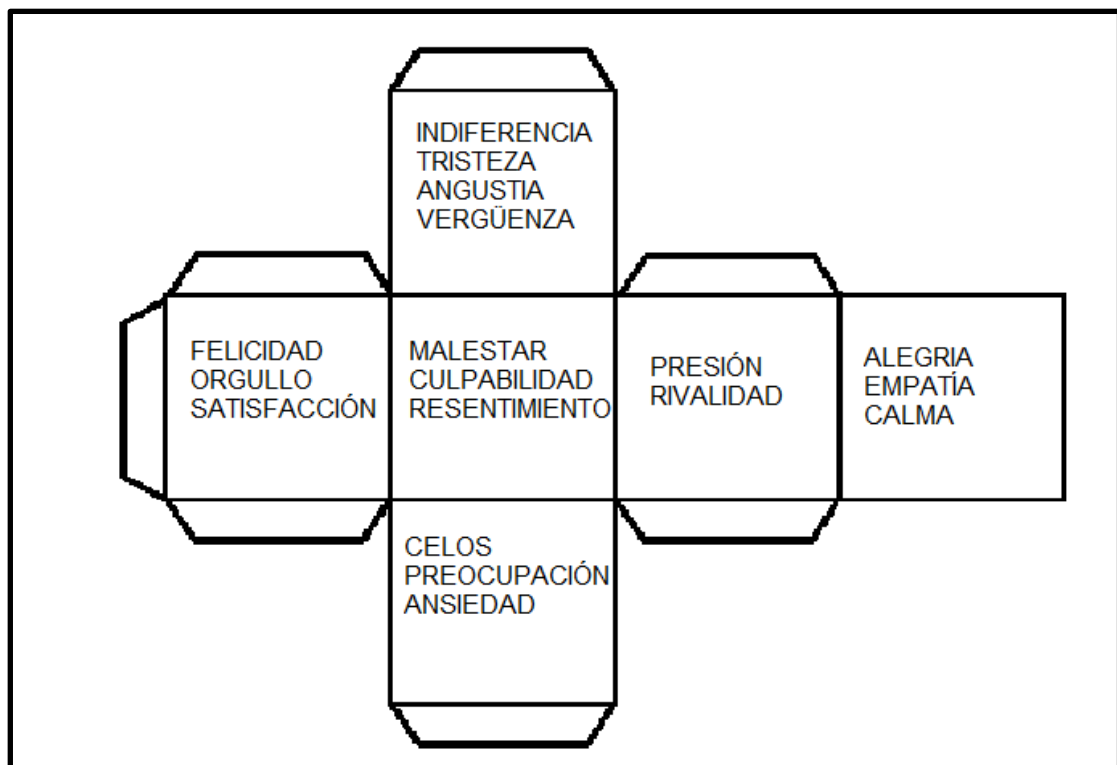 INDIFERENCIA
TRISTEZA
ANGUSTIA
VERGÜENZA
FELICIDAD
ORGULLO
SATISFACCIÓN
MALESTAR
CULPABILIDAD
RESENTIMIENTO
PRESIÓN
RIVALIDAD
ALEGRIA
EMPATÍA
CALMA
CELOS
PREOCUPACIÓN
ANSIEDAD